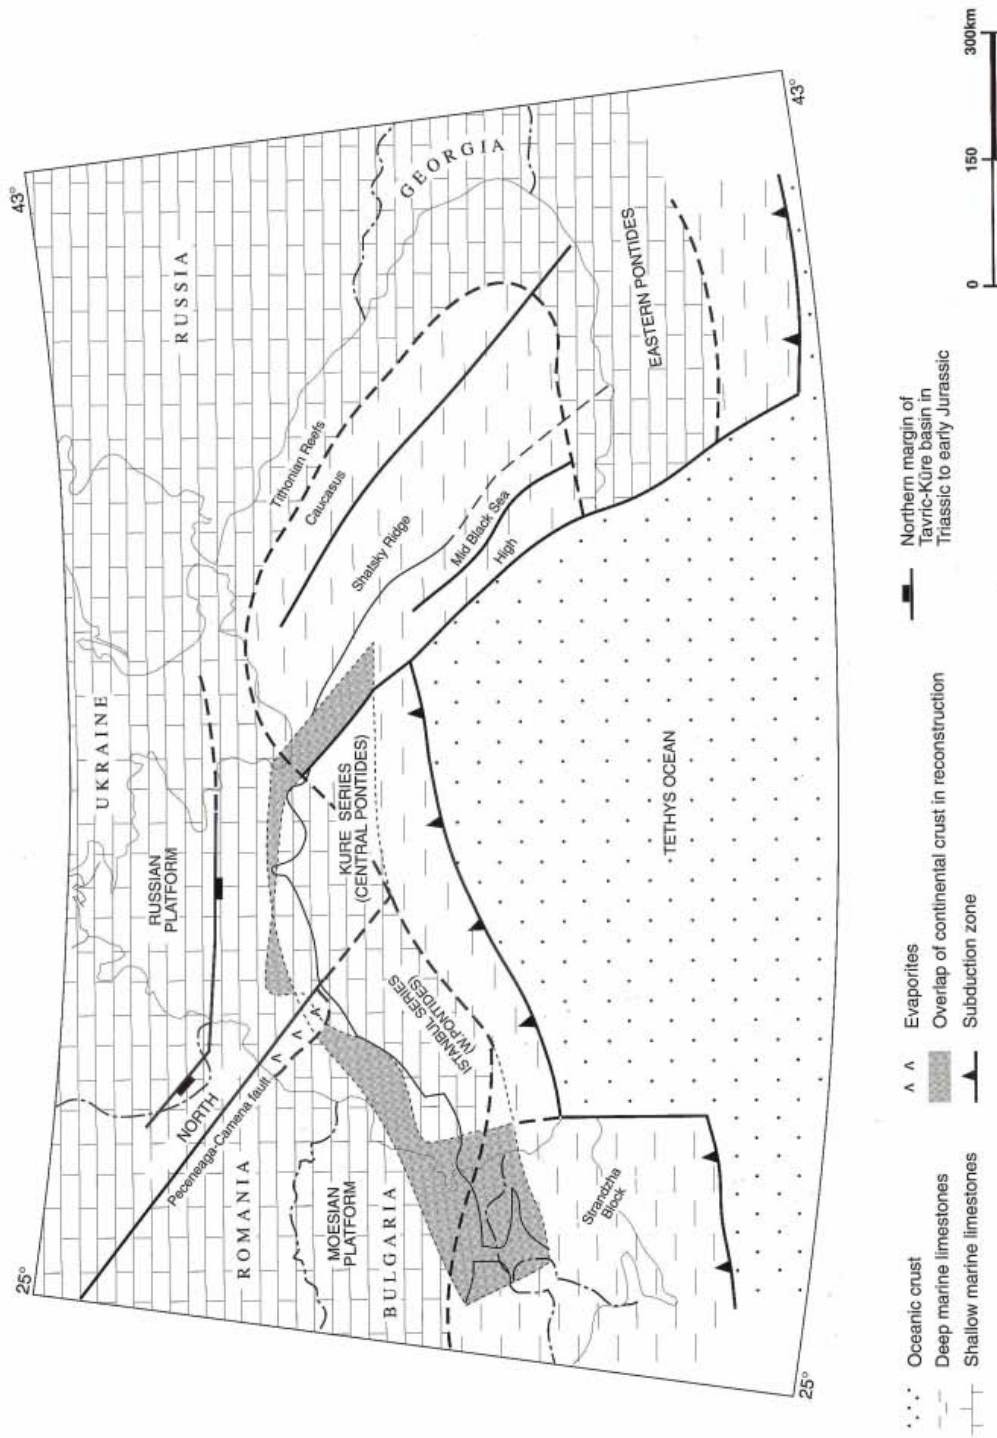 43°
43°
25°
25°
RUSSIA
GEORGIA
UKRAINE
RUSSIAN
PLATFORM
Tithonian Reefs
Caucasus
Shatsky Ridge
Mid Black Sea
High
EASTERN PONTIDES
KURE SERIES
(CENTRAL PONTIDES)
ISTANBUL SERIES
(W.PONTIDES)
NORTH
Peceneaga-Camena fault
ROMANIA
MOESIAN
PLATFORM
BULGARIA
Strandzha
Block
TETHYS OCEAN
Oceanic crust
Deep marine limestones
Shallow marine limestones
Evaporites
Overlap of continental crust in reconstruction
Subduction zone
Northern margin of
Tavric-Kûre basin in
Triassic to early Jurassic
0 150 300km